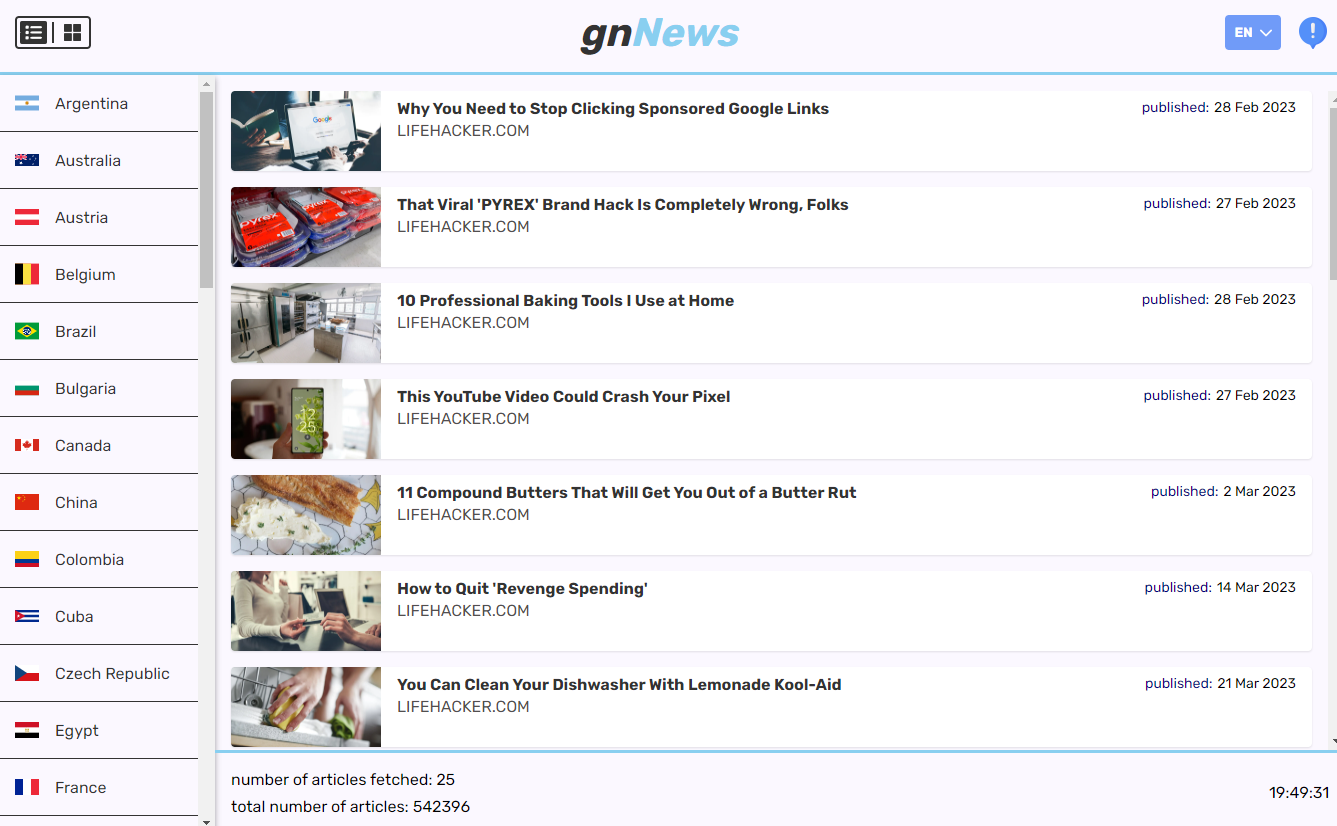 gnNews
EN
Argentina
Australia
Austria
Belgium
Brazil
Bulgaria
Canada
China
Colombia
Cuba
Czech Republic
Egypt
France
Google
Why You Need to Stop Clicking Sponsored Google Links
published: 28 Feb 2023
LIFEHACKER.COM
PYREX
PYREX
That Viral 'PYREX' Brand Hack Is Completely Wrong, Folks
published: 27 Feb 2023
LIFEHACKER.COM
10 Professional Baking Tools I Use at Home
published: 28 Feb 2023
LIFEHACKER.COM
12
25
This YouTube Video Could Crash Your Pixel
published: 27 Feb 2023
LIFEHACKER.COM
11 Compound Butters That Will Get You Out of a Butter Rut
published: 2 Mar 2023
LIFEHACKER.COM
How to Quit 'Revenge Spending'
published: 14 Mar 2023
LIFEHACKER.COM
You Can Clean Your Dishwasher With Lemonade Kool-Aid
published: 21 Mar 2023
LIFEHACKER.COM
number of articles fetched: 25
total number of articles: 542396
19:49:31